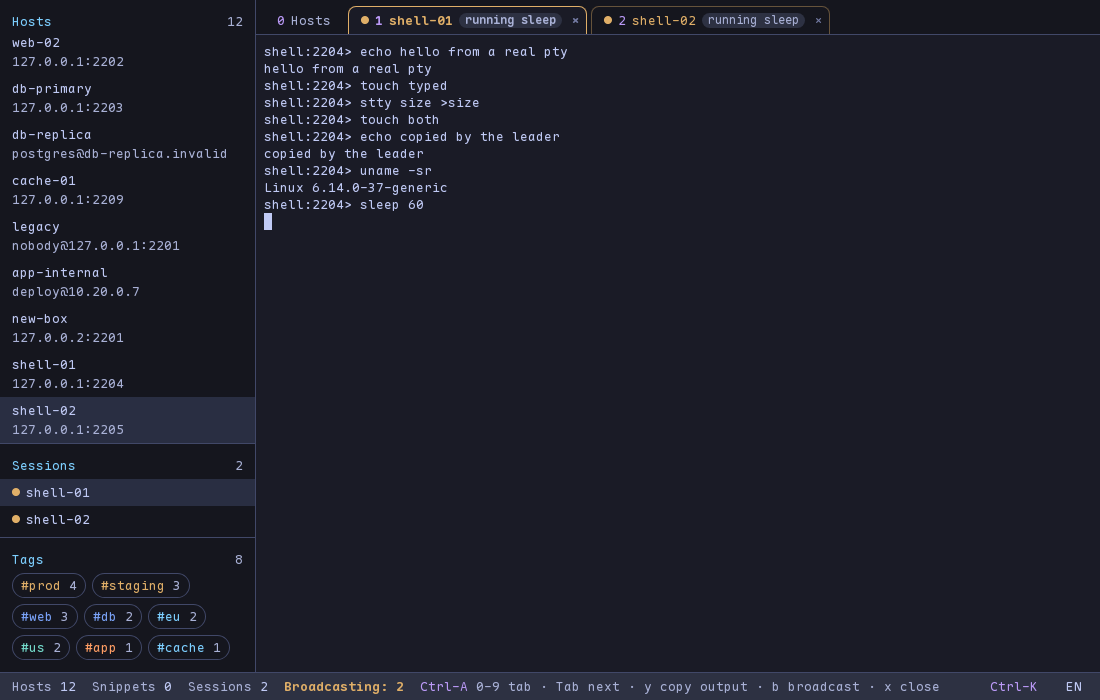 Hosts 12
web-02
127.0.0.1:2202
db-primary
127.0.0.1:2203
db-replica
postgres@db-replica.invalid
cache-01
127.0.0.1:2209
legacy
nobody@127.0.0.1:2201
app-internal
deploy@10.20.0.7
new-box
127.0.0.2:2201
shell-01
127.0.0.1:2204
shell-02
127.0.0.1:2205
Sessions 2
shell-01
shell-02
Tags 8
#prod 4 #staging 3
#web 3 #db 2 #eu 2
#us 2 #app 1 #cache 1
0 Hosts 1 shell-01 running sleep × 2 shell-02 running sleep ×
shell:2204> echo hello from a real pty
hello from a real pty
shell:2204> touch typed
shell:2204> stty size >size
shell:2204> touch both
shell:2204> echo copied by the leader
copied by the leader
shell:2204> uname -sr
Linux 6.14.0-37-generic
shell:2204> sleep 60
Hosts 12 Snippets 0 Sessions 2 Broadcasting: 2 Ctrl-A 0-9 tab · Tab next · y copy output · b broadcast · x close Ctrl-K EN